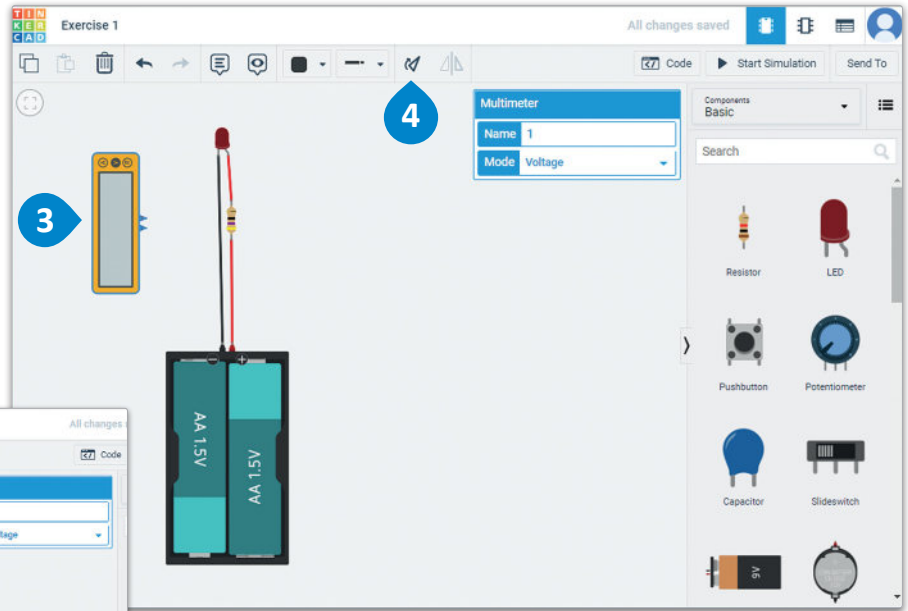 TIN
KER
CAD
Exercise 1
All changes saved
Code
Start Simulation
Send To
4
Multimeter
Name 1
Mode Voltage
Components
Basic
Search
3
Resistor
LED
Pushbutton
Potentiometer
Capacitor
Slideswitch
9V
AA 1.5V
AA 1.5V
All changes
Code
tage